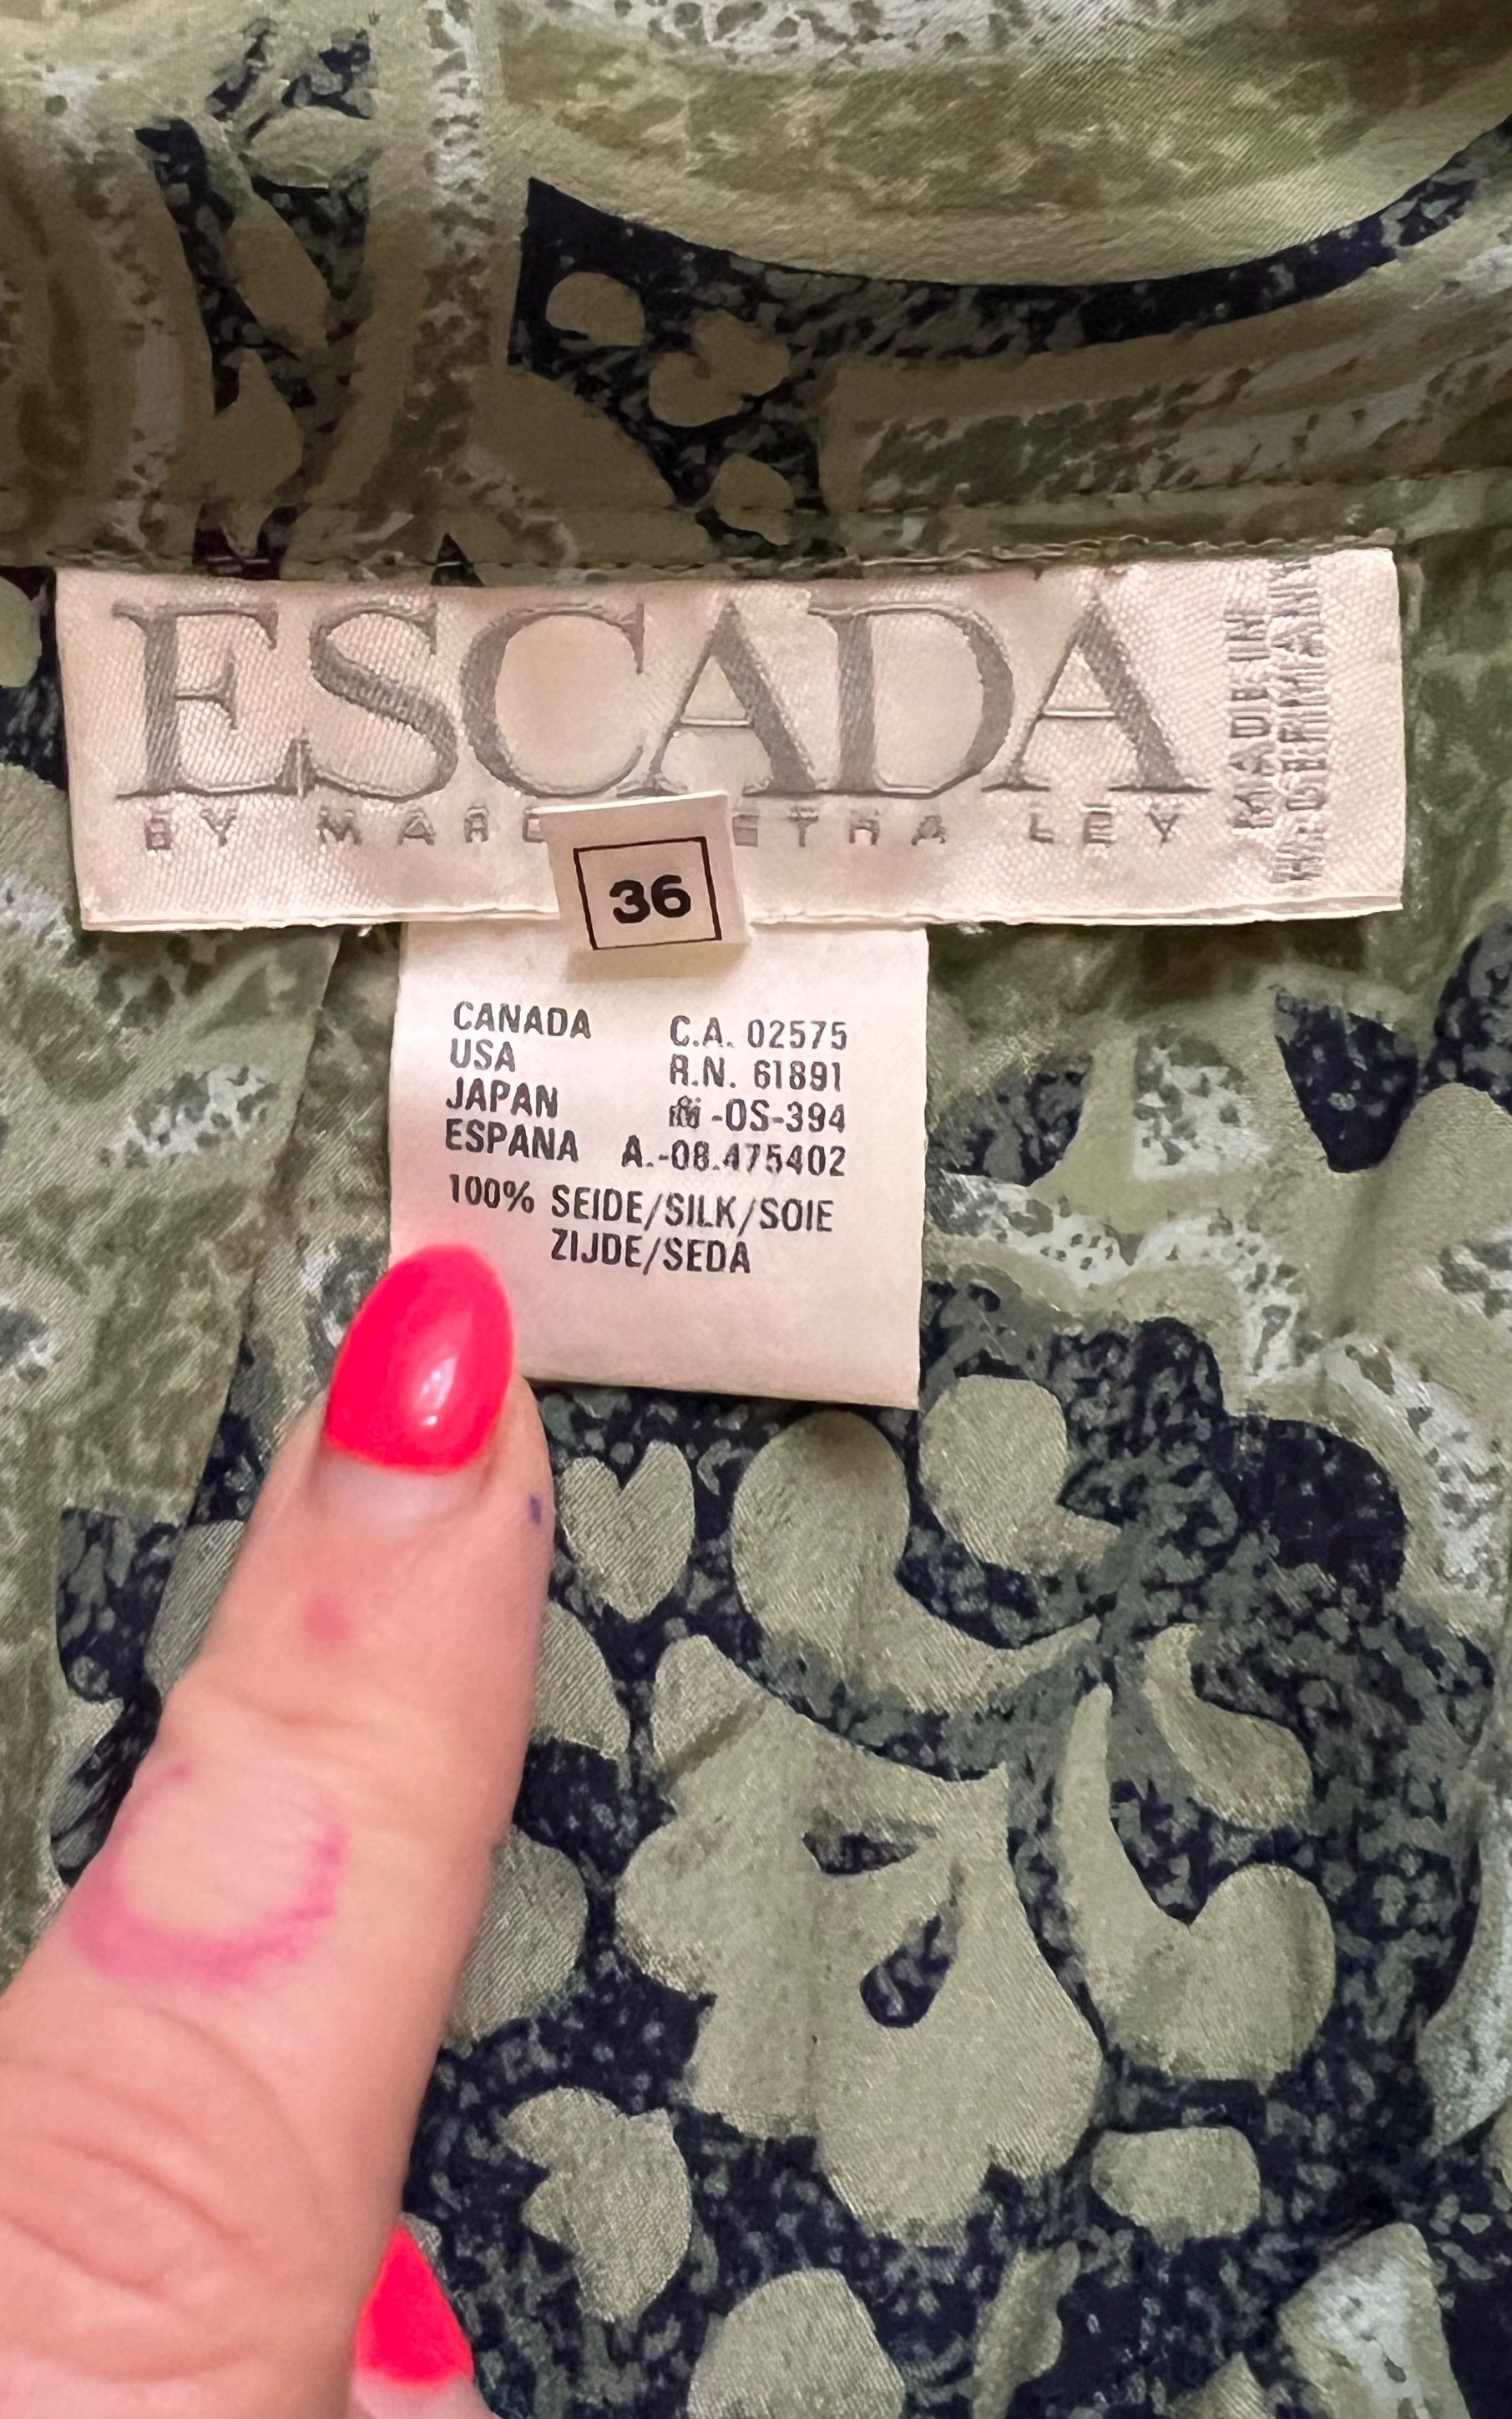 ESCADA
BY MARG ETHA LEY
MADE IN
W.-GERMANY
36
CANADA C.A. 02575
USA R.N. 61891
JAPAN -OS-394
ESPANA A.-08.475402
100% SEIDE/SILK/SOIE
ZIJDE/SEDA